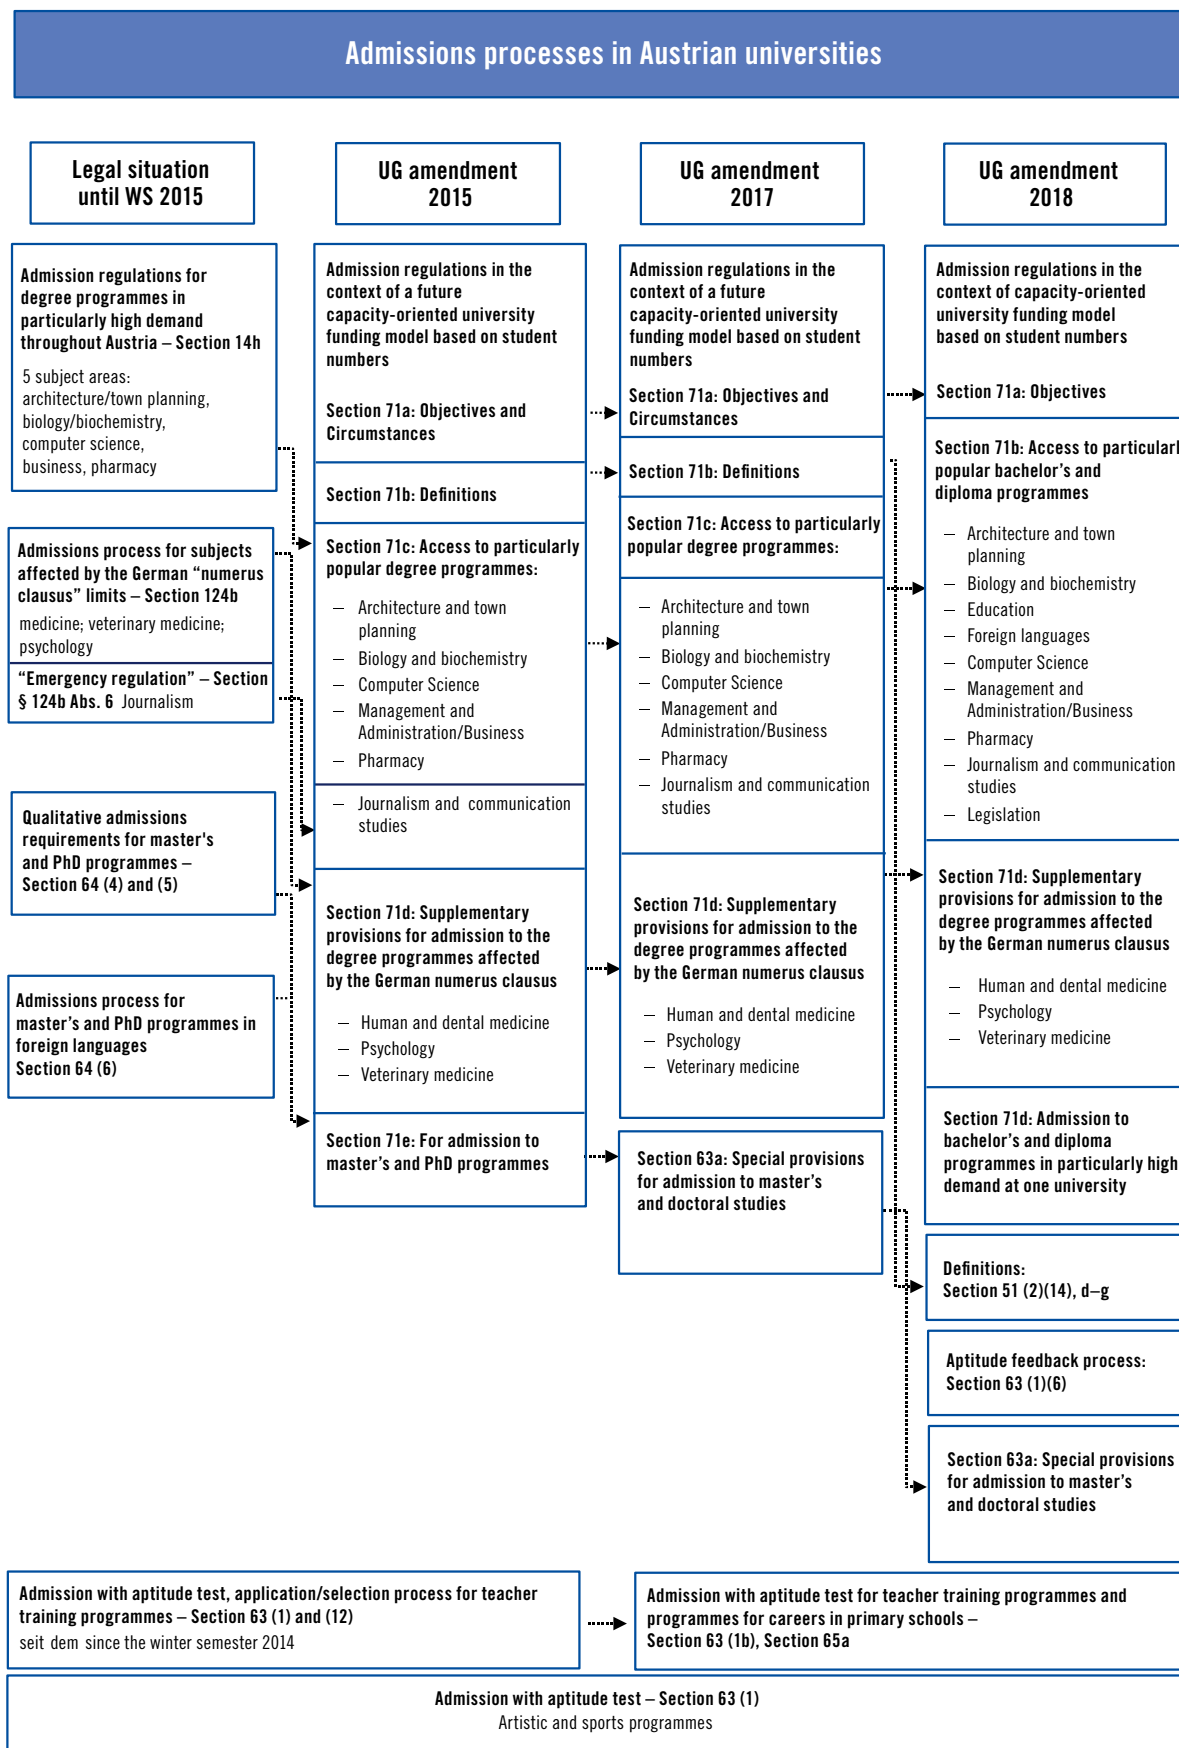 Admissions processes in Austrian universities
Legal situation
until WS 2015
Admission regulations for
degree programmes in
particularly high demand
throughout Austria – Section 14h
5 subject areas:
architecture/town planning,
biology/biochemistry,
computer science,
business, pharmacy
Admissions process for subjects
affected by the German “numerus
clausus” limits – Section 124b
medicine; veterinary medicine;
psychology
“Emergency regulation” – Section
§ 124b Abs. 6 Journalism
Qualitative admissions
requirements for master's
and PhD programmes –
Section 64 (4) and (5)
Admissions process for
master’s and PhD programmes in
foreign languages
Section 64 (6)
UG amendment
2015
Admission regulations in the
context of a future
capacity-oriented university
funding model based on student
numbers
Section 71a: Objectives and
Circumstances
Section 71b: Definitions
Section 71c: Access to particularly
popular degree programmes:
– Architecture and town
planning
– Biology and biochemistry
– Computer Science
– Management and
Administration/Business
– Pharmacy
– Journalism and communication
studies
Section 71d: Supplementary
provisions for admission to the
degree programmes affected
by the German numerus clausus
– Human and dental medicine
– Psychology
– Veterinary medicine
Section 71e: For admission to
master’s and PhD programmes
UG amendment
2017
Admission regulations in the
context of a future
capacity-oriented university
funding model based on student
numbers
Section 71a: Objectives and
Circumstances
Section 71b: Definitions
Section 71c: Access to particularly
popular degree programmes:
– Architecture and town
planning
– Biology and biochemistry
– Computer Science
– Management and
Administration/Business
– Pharmacy
– Journalism and communication
studies
Section 71d: Supplementary
provisions for admission to the
degree programmes affected
by the German numerus clausus
– Human and dental medicine
– Psychology
– Veterinary medicine
Section 63a: Special provisions
for admission to master’s
and doctoral studies
UG amendment
2018
Admission regulations in the
context of capacity-oriented
university funding model
based on student numbers
Section 71a: Objectives
Section 71b: Access to particularl
popular bachelor’s and
diploma programmes
– Architecture and town
planning
– Biology and biochemistry
– Education
– Foreign languages
– Computer Science
– Management and
Administration/Business
– Pharmacy
– Journalism and communication
studies
– Legislation
Section 71d: Supplementary
provisions for admission to the
degree programmes affected
by the German numerus clausus
– Human and dental medicine
– Psychology
– Veterinary medicine
Section 71d: Admission to
bachelor’s and diploma
programmes in particularly high
demand at one university
Definitions:
Section 51 (2)(14), d–g
Aptitude feedback process:
Section 63 (1)(6)
Section 63a: Special provisions
for admission to master’s
and doctoral studies
Admission with aptitude test, application/selection process for teacher
training programmes – Section 63 (1) and (12)
seit dem since the winter semester 2014
Admission with aptitude test for teacher training programmes and
programmes for careers in primary schools –
Section 63 (1b), Section 65a
Admission with aptitude test – Section 63 (1)
Artistic and sports programmes